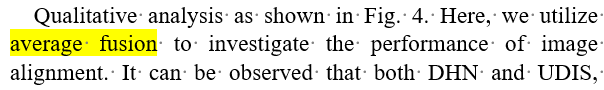 Qualitative analysis as shown in Fig. 4. Here, we utilize
average fusion to investigate the performance of image
alignment. It can be observed that both DHN and UDIS,